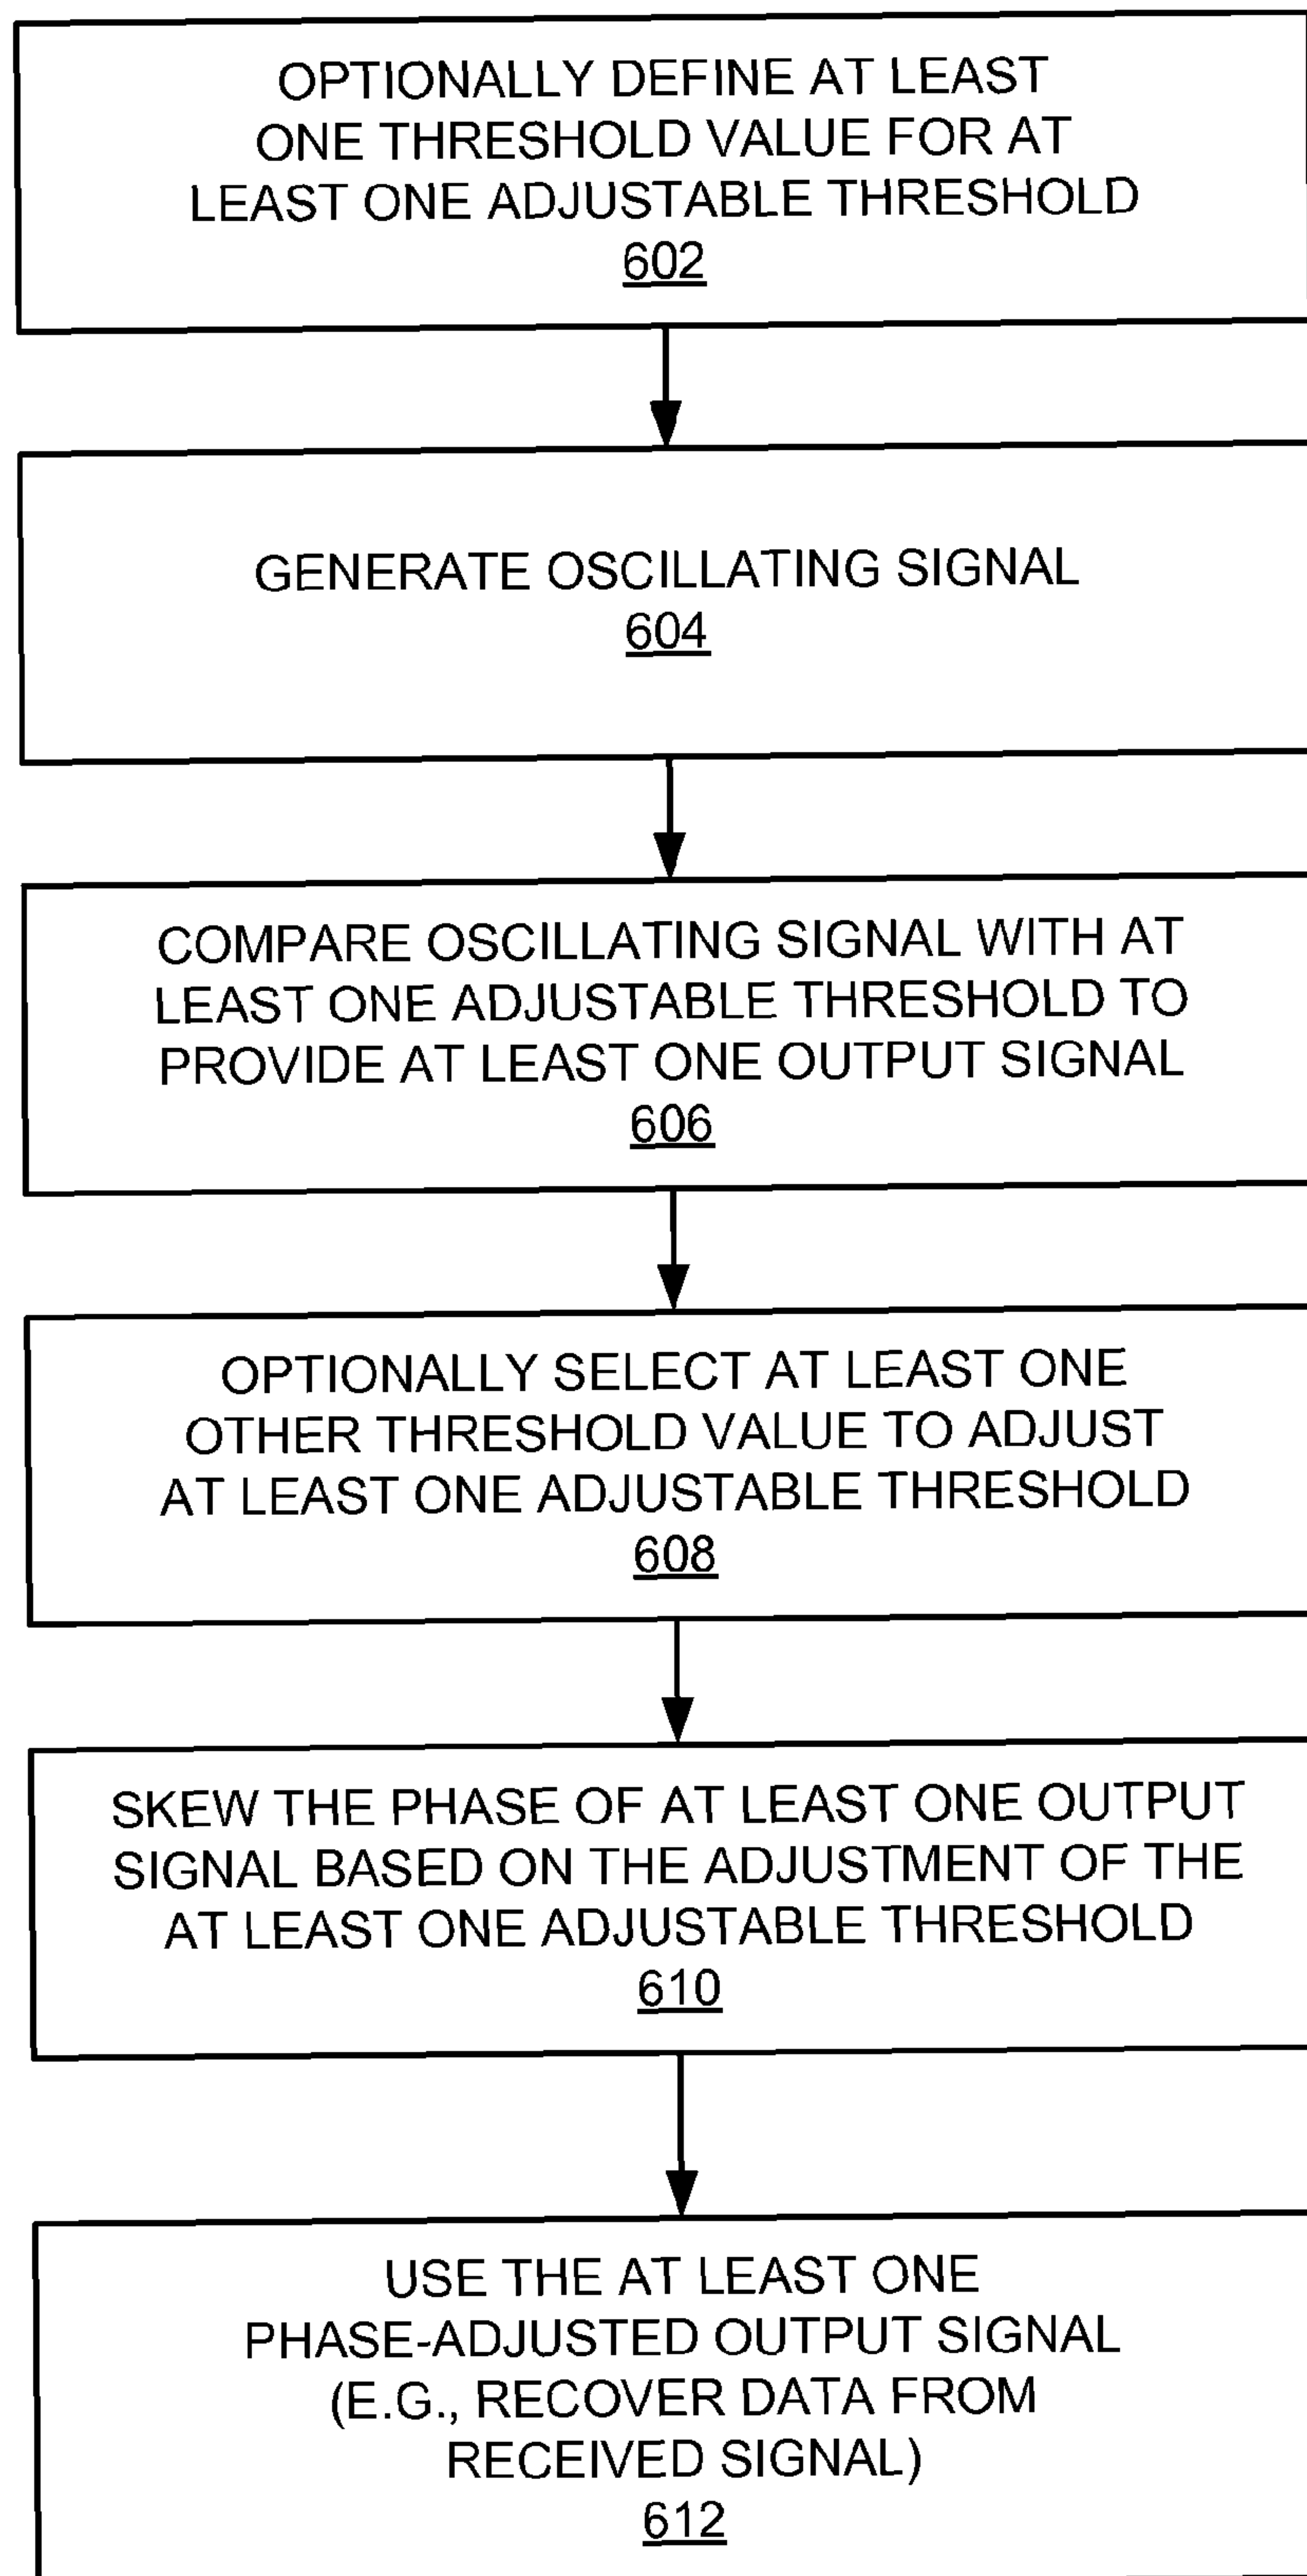 OPTIONALLY DEFINE AT LEAST
ONE THRESHOLD VALUE FOR AT
LEAST ONE ADJUSTABLE THRESHOLD
602
GENERATE OSCILLATING SIGNAL
604
COMPARE OSCILLATING SIGNAL WITH AT
LEAST ONE ADJUSTABLE THRESHOLD TO
PROVIDE AT LEAST ONE OUTPUT SIGNAL
606
OPTIONALLY SELECT AT LEAST ONE
OTHER THRESHOLD VALUE TO ADJUST
AT LEAST ONE ADJUSTABLE THRESHOLD
608
SKEW THE PHASE OF AT LEAST ONE OUTPUT
SIGNAL BASED ON THE ADJUSTMENT OF THE
AT LEAST ONE ADJUSTABLE THRESHOLD
610
USE THE AT LEAST ONE
PHASE-ADJUSTED OUTPUT SIGNAL
(E.G., RECOVER DATA FROM
RECEIVED SIGNAL)
612